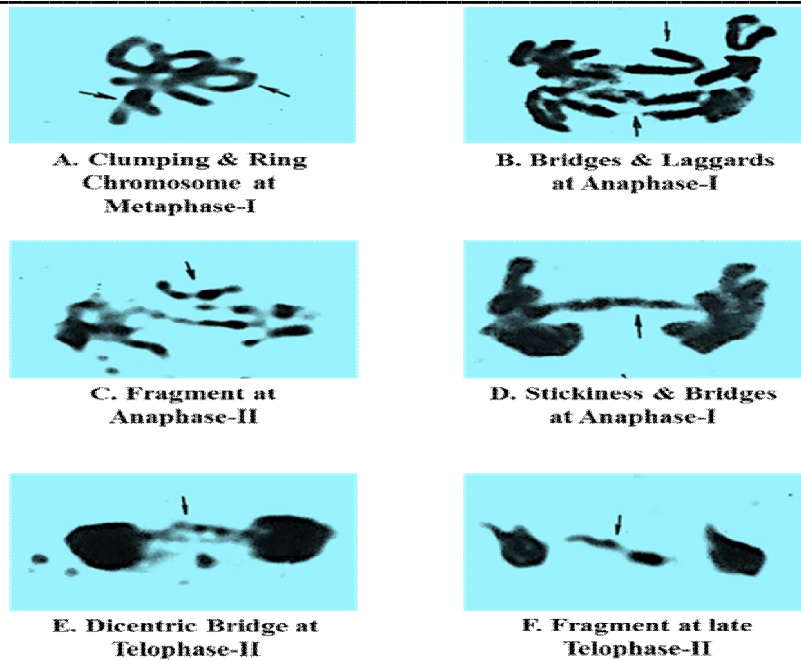 A. Clumping & Ring
Chromosome at
Metaphase-I
B. Bridges & Laggards
at Anaphase-I
C. Fragment at
Anaphase-II
D. Stickiness & Bridges
at Anaphase-I
E. Dicentric Bridge at
Telophase-II
F. Fragment at late
Telophase-II